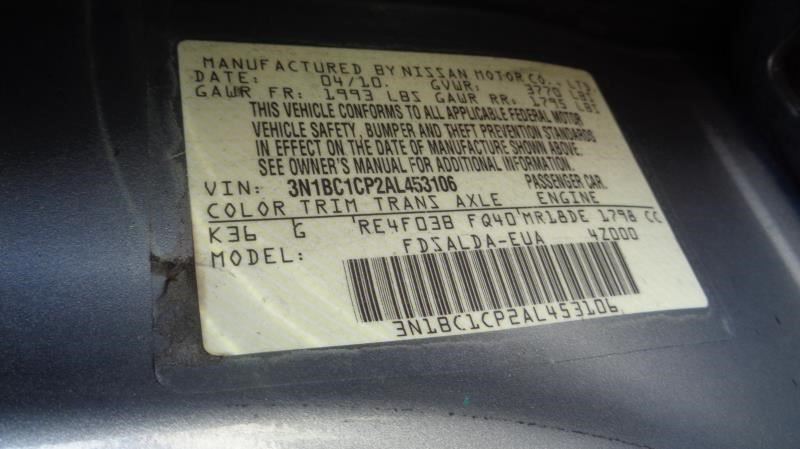 MANUFACTURED BY NISSAN MOTOR CO., LTD.
DATE: 04/10. GVWR: 3770 LBS
GAWR FR: 1993 LBS GAWR RR: 1795 LBS
THIS VEHICLE CONFORMS TO ALL APPLICABLE FEDERAL MOTOR
VEHICLE SAFETY, BUMPER AND THEFT PREVENTION STANDARDS
IN EFFECT ON THE DATE OF MANUFACTURE SHOWN ABOVE.
SEE OWNER'S MANUAL FOR ADDITIONAL INFORMATION.
VIN: 3N1BC1CP2AL453106 PASSENGER CAR.
COLOR TRIM TRANS AXLE ENGINE
K36 G RE4F03B FQ40 MR18DE 1798 CC
MODEL: FDSALDA-EUA 4Z000
3N1BC1CP2AL453106